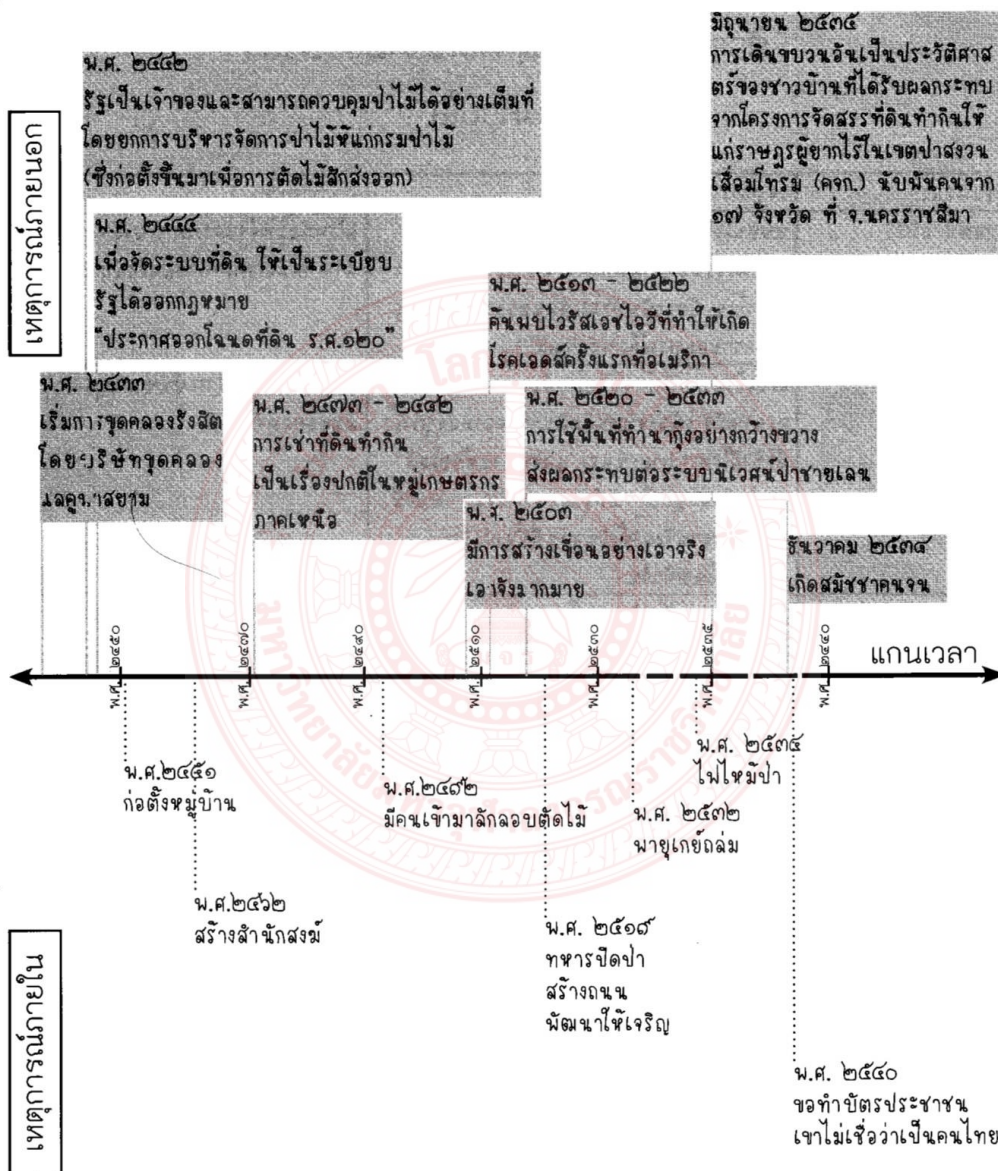 เหตุการณ์ภายนอก
พ.ศ. ๒๔๔๒
รัฐเป็นเจ้าของและสามารถควบคุมป่าไม้ได้อย่างเต็มที่
โดยยกการบริหารจัดการป่าไม้ให้แก่กรมป่าไม้
(ซึ่งก่อตั้งขึ้นมาเพื่อการตัดไม้สักส่งออก)
พ.ศ. ๒๔๔๔
เพื่อจัดระบบที่ดิน ให้เป็นระเบียบ
รัฐได้ออกกฎหมาย
"ประกาศออกโฉนดที่ดิน ร.ศ.๑๒๐"
มิถุนายน ๒๕๓๕
การเดินขบวนอันเป็นประวัติศาส
ตร์ของชาวบ้านที่ได้รับผลกระทบ
จากโครงการจัดสรรที่ดินทำกินให้
แก่ราษฎรผู้ยากไร้ในเขตป่าสงวน
เสื่อมโทรม (คจก.) นับพันคนจาก
๑๗ จังหวัด ที่ จ.นครราชสีมา
พ.ศ. ๒๔๓๓
เริ่มการขุดคลองรังสิต
โดยบริษัทขุดคลอง
แลคูนาสยาม
พ.ศ. ๒๔๗๓ - ๒๔๘๒
การเช่าที่ดินทำกิน
เป็นเรื่องปกติในหมู่เกษตรกร
ภาคเหนือ
พ.ศ. ๒๕๑๓ - ๒๕๒๒
ค้นพบไวรัสเอชไอวีที่ทำให้เกิด
โรคเอดส์ครั้งแรกที่อเมริกา
พ.ศ. ๒๕๒๐ - ๒๕๓๓
การใช้พื้นที่ทำนากุ้งอย่างกว้างขวาง
ส่งผลกระทบต่อระบบนิเวศน์ป่าชายเลน
พ.ศ. ๒๕๐๓
มีการสร้างเขื่อนอย่างเอาจริง
เอาจังมากมาย
ธันวาคม ๒๕๓๘
เกิดสมัชชาคนจน
พ.ศ. ๒๔๕๐
พ.ศ. ๒๔๗๐
พ.ศ. ๒๔๙๐
พ.ศ. ๒๕๑๐
พ.ศ. ๒๕๓๐
พ.ศ. ๒๕๓๕
พ.ศ. ๒๕๔๐
แกนเวลา
พ.ศ.๒๔๕๑
ก่อตั้งหมู่บ้าน
มีคนเข้ามาลักลอบตัดไม้
พ.ศ. ๒๕๓๒
พายุเกย์ถล่ม
พ.ศ. ๒๕๓๔
ไฟไหม้ป่า
พ.ศ.๒๔๖๒
สร้างสำนักสงฆ์
พ.ศ. ๒๕๑๙
ทหารปิดป่า
สร้างถนน
พัฒนาให้เจริญ
พ.ศ. ๒๕๔๐
ขอทำบัตรประชาชน
เขาไม่เชื่อว่าเป็นคนไทย
เหตุการณ์ภายใน